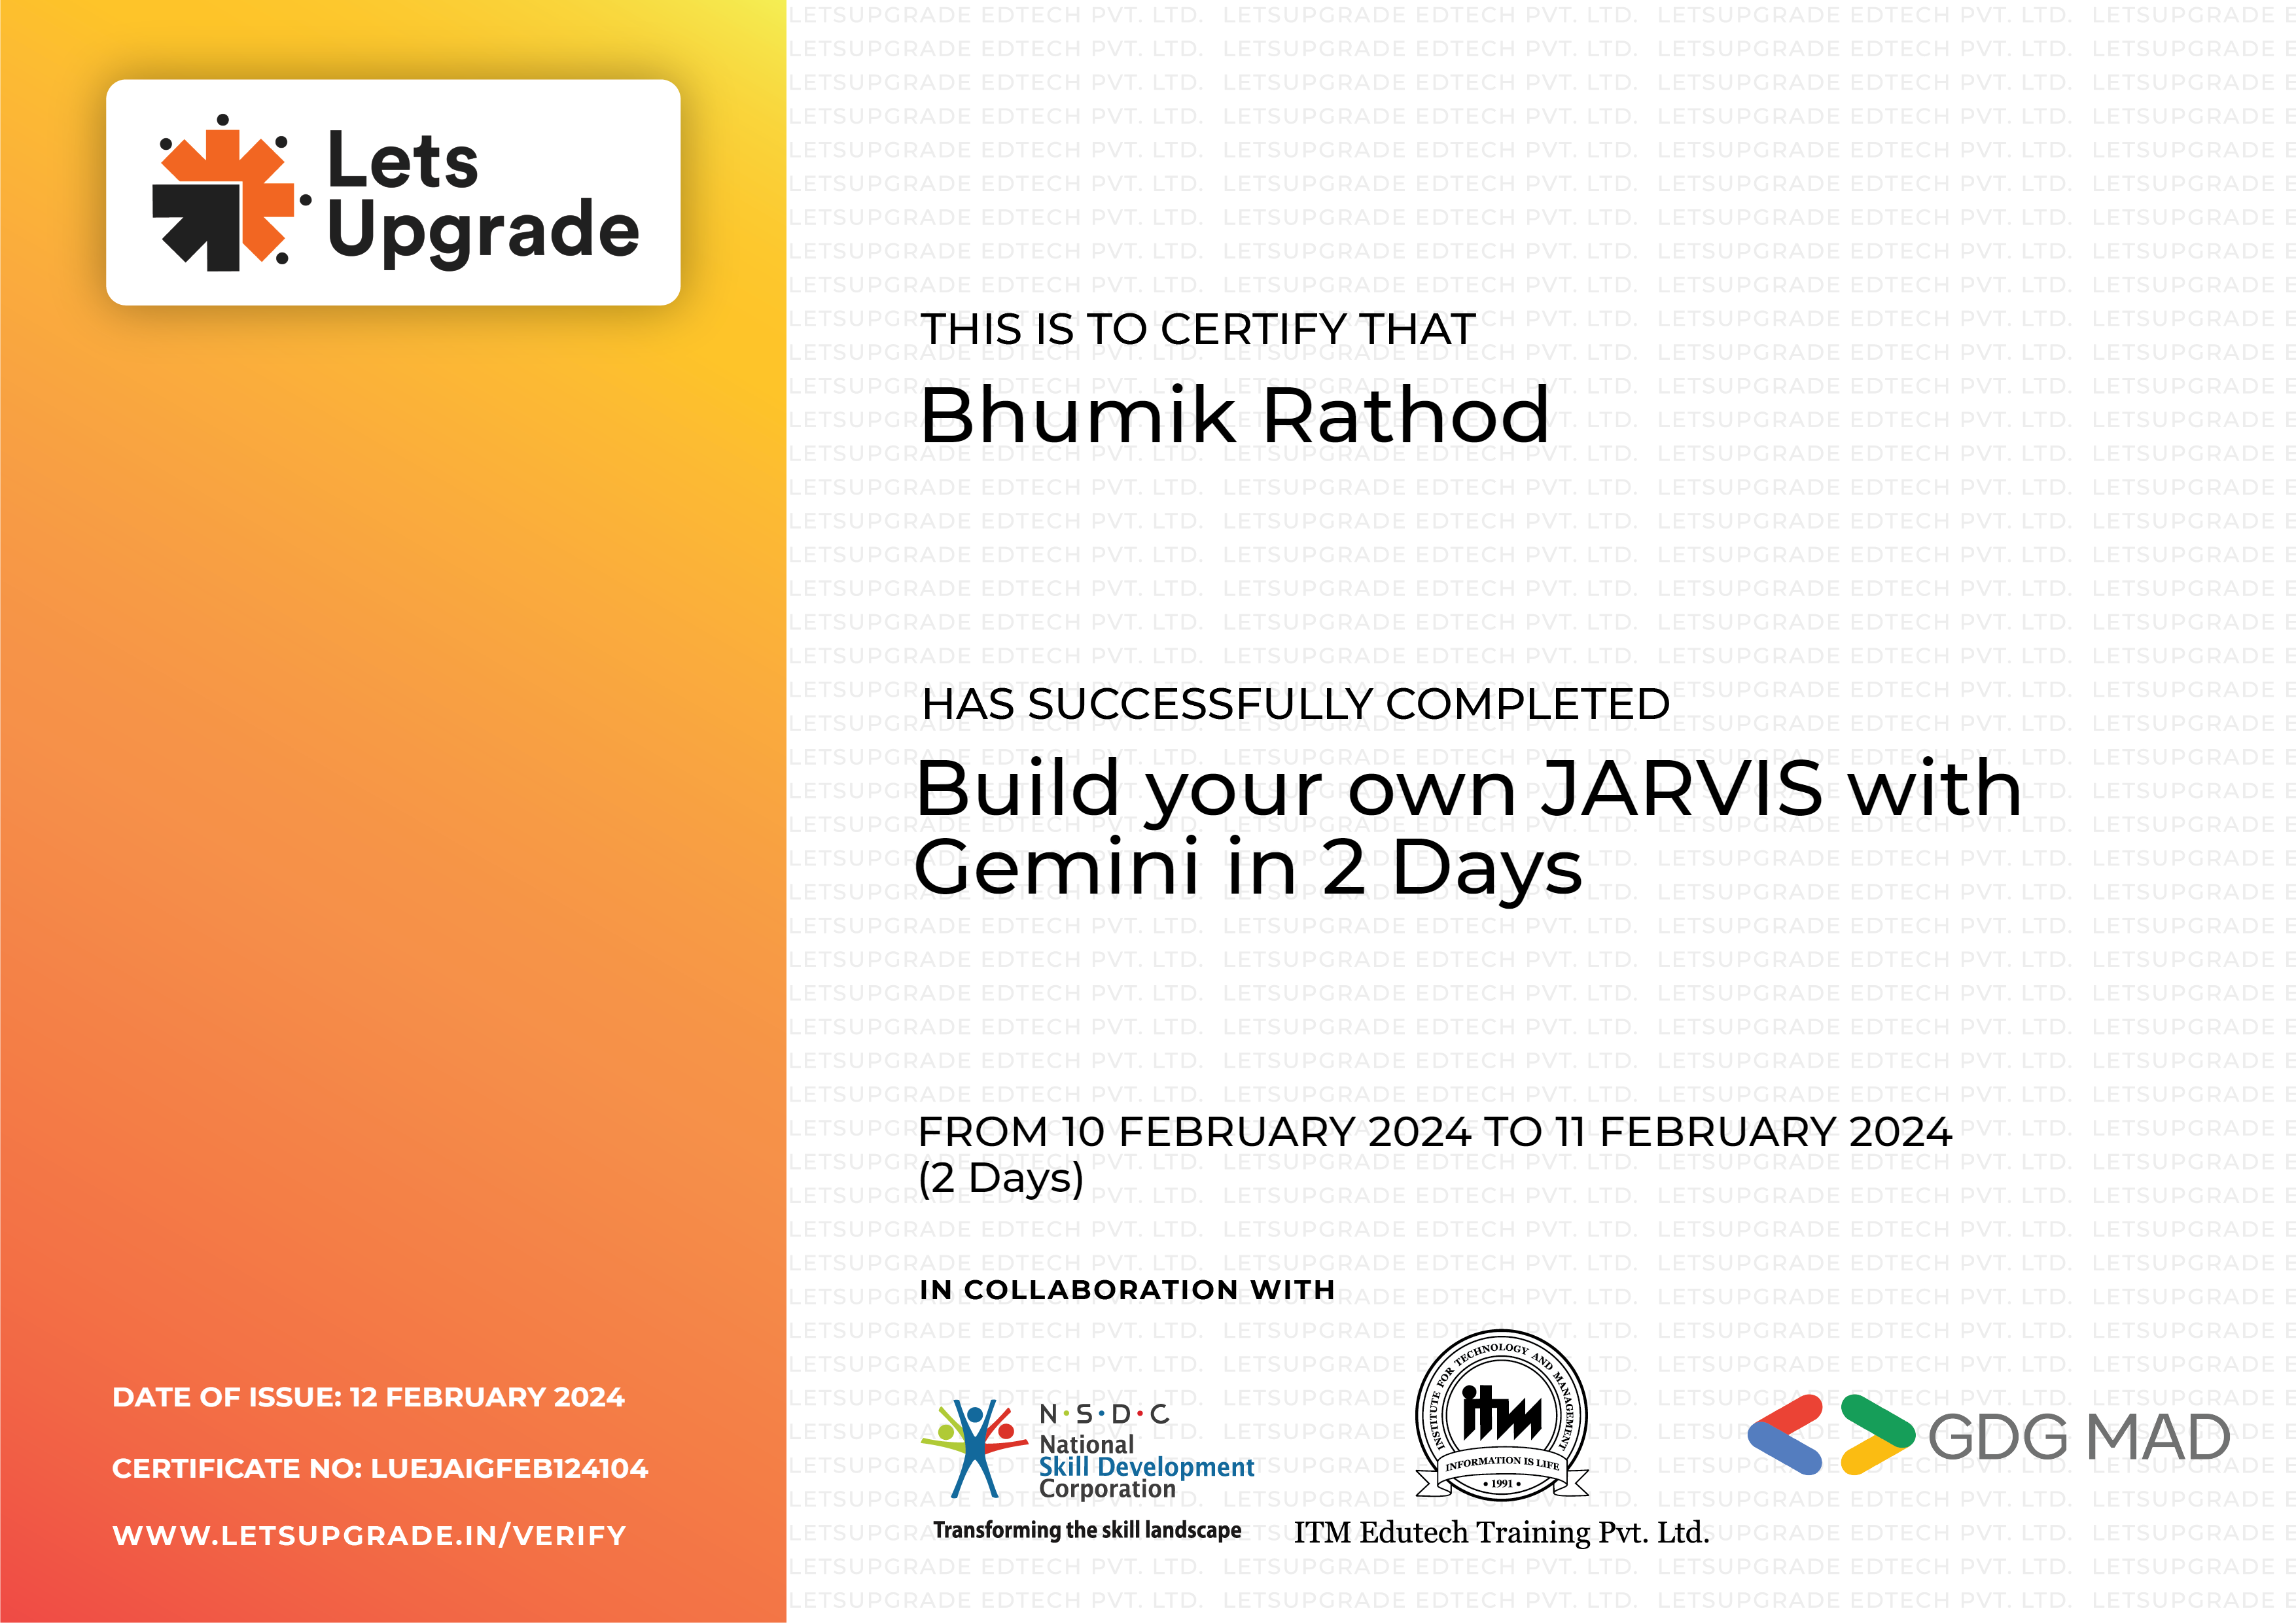 Lets
Upgrade
THIS IS TO CERTIFY THAT
Bhumik Rathod
HAS SUCCESSFULLY COMPLETED
Build your own JARVIS with
Gemini in 2 Days
FROM 10 FEBRUARY 2024 TO 11 FEBRUARY 2024
(2 Days)
IN COLLABORATION WITH
N·S·D·C
National
Skill Development
Corporation
Transforming the skill landscape
INSTITUTE FOR TECHNOLOGY AND MANAGEMENT
itm
INFORMATION IS LIFE
• 1991 •
ITM Edutech Training Pvt. Ltd.
GDG MAD
DATE OF ISSUE: 12 FEBRUARY 2024
CERTIFICATE NO: LUEJAIGFEB124104
WWW.LETSUPGRADE.IN/VERIFY
LETSUPGRADE EDTECH PVT. LTD.